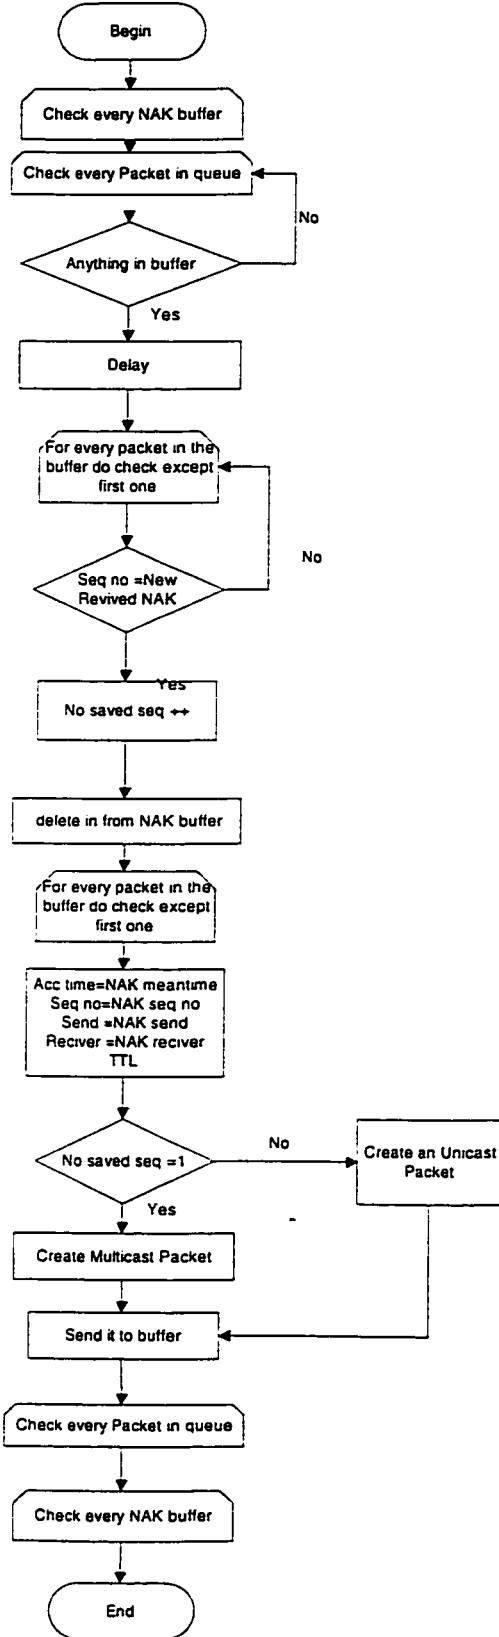 Begin
Check every NAK buffer
Check every Packet in queue
No
Anything in buffer
Yes
Delay
For every packet in the
buffer do check except
first one
No
Seq no =New
Revived NAK
Yes
No saved seq ++
delete in from NAK buffer
For every packet in the
buffer do check except
first one
Acc time=NAK meantime
Seq no=NAK seq no
Send =NAK send
Reciver =NAK reciver
TTL
No saved seq =1
No
Create an Unicast
Packet
Yes
Create Multicast Packet
Send it to buffer
Check every Packet in queue
Check every NAK buffer
End